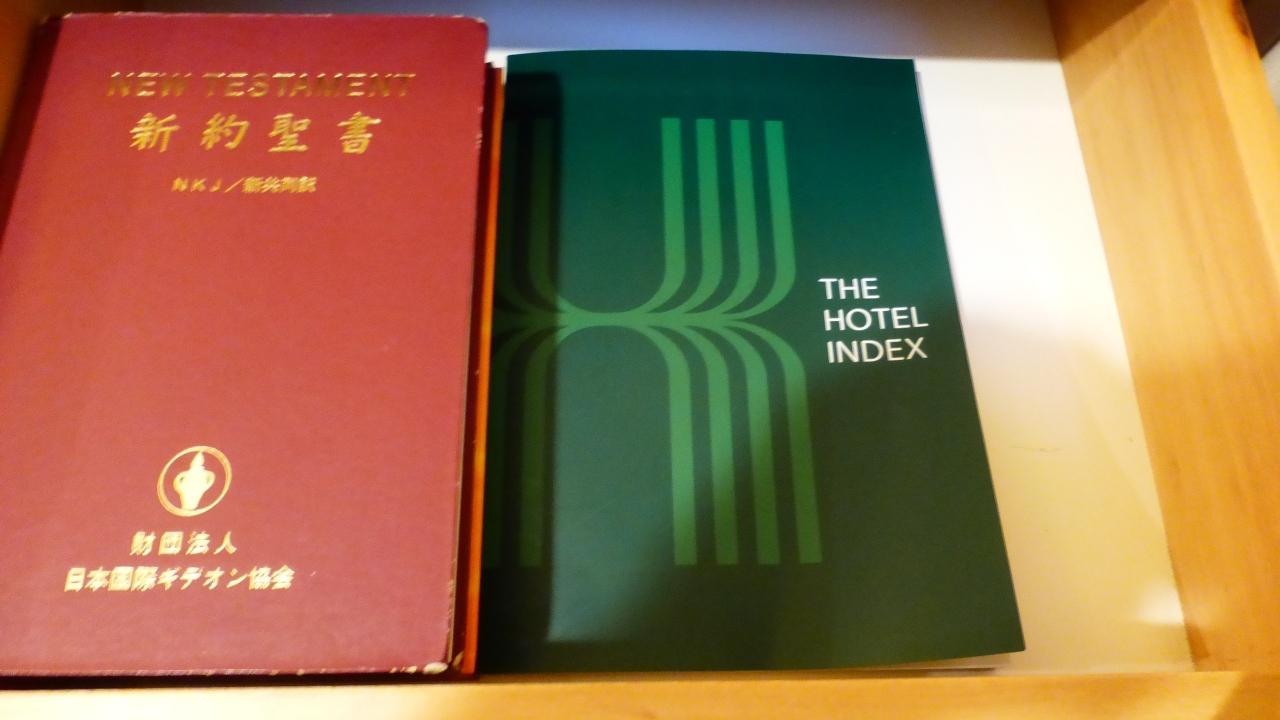 NEW TESTAMENT
新約聖書
NKJ/新共同訳
財団法人
日本国際ギデオン協会
THE
HOTEL
INDEX